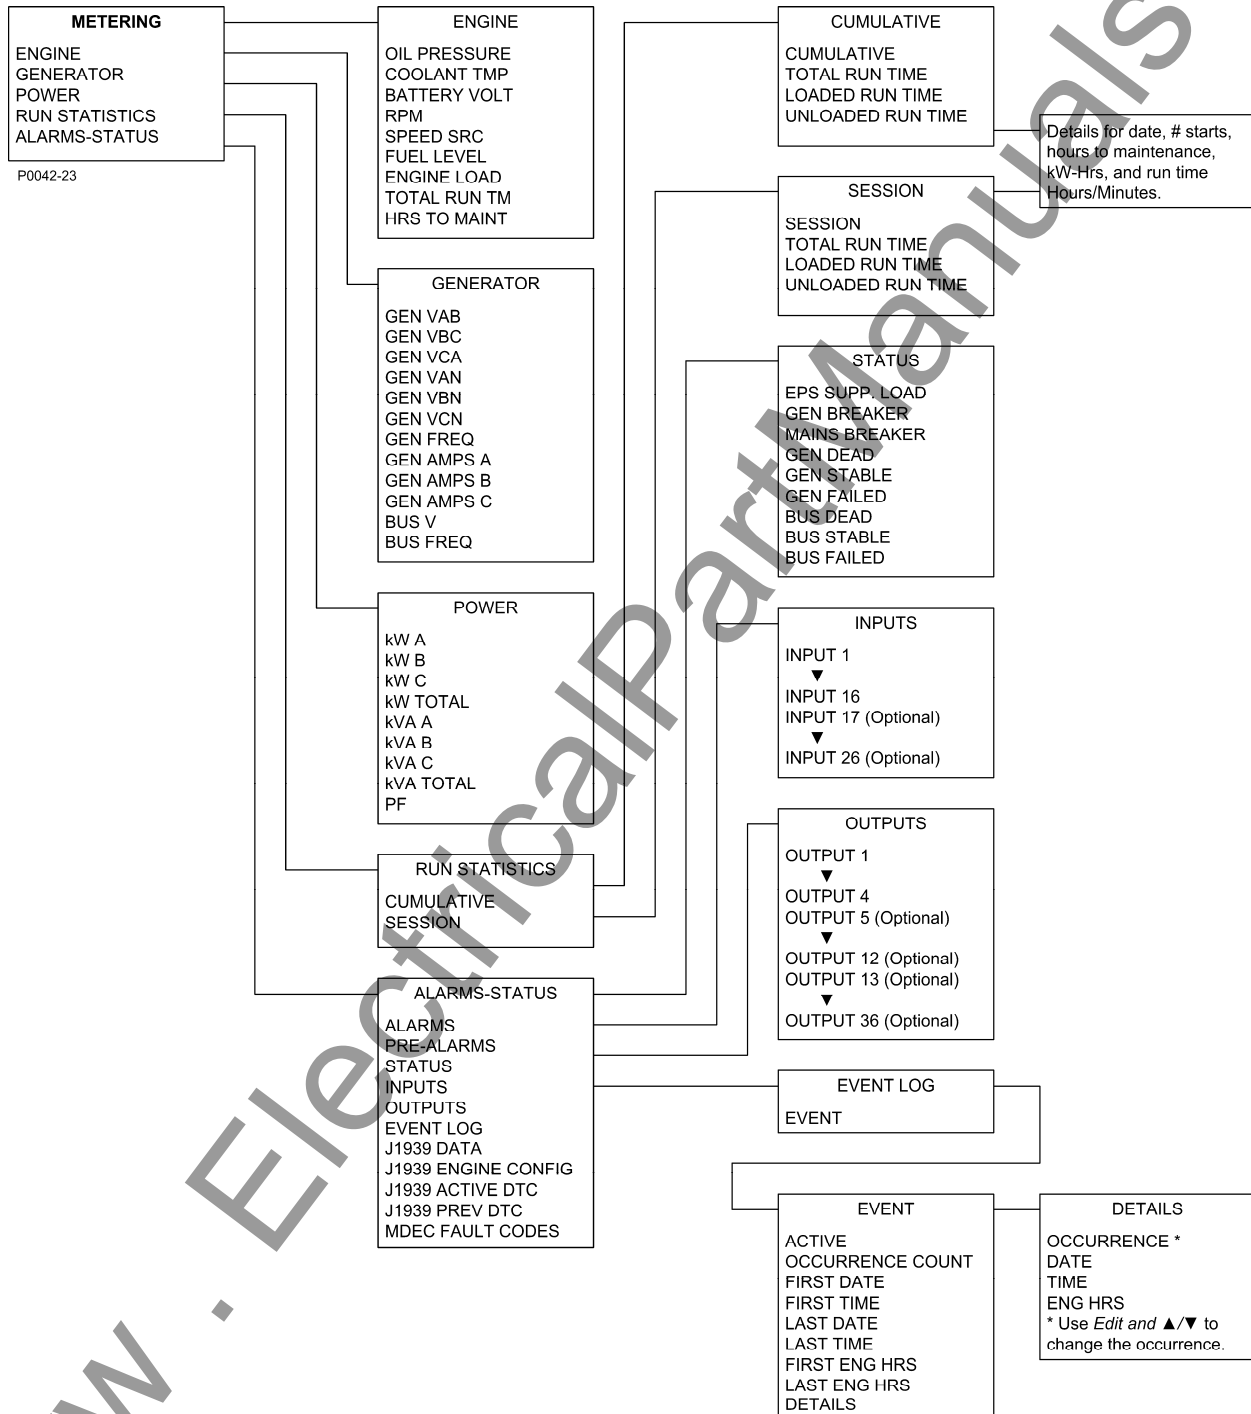 METERING
ENGINE
GENERATOR
POWER
RUN STATISTICS
ALARMS-STATUS
P0042-23
ENGINE
OIL PRESSURE
COOLANT TMP
BATTERY VOLT
RPM
SPEED SRC
FUEL LEVEL
ENGINE LOAD
TOTAL RUN TM
HRS TO MAINT
GENERATOR
GEN VAB
GEN VBC
GEN VCA
GEN VAN
GEN VBN
GEN VCN
GEN FREQ
GEN AMPS A
GEN AMPS B
GEN AMPS C
BUS V
BUS FREQ
POWER
kW A
kW B
kW C
kW TOTAL
kVA A
kVA B
kVA C
kVA TOTAL
PF
RUN STATISTICS
CUMULATIVE
SESSION
ALARMS-STATUS
ALARMS
PRE-ALARMS
STATUS
INPUTS
OUTPUTS
EVENT LOG
J1939 DATA
J1939 ENGINE CONFIG
J1939 ACTIVE DTC
J1939 PREV DTC
MDEC FAULT CODES
CUMULATIVE
CUMULATIVE
TOTAL RUN TIME
LOADED RUN TIME
UNLOADED RUN TIME
Details for date, # starts,
hours to maintenance,
kW-Hrs, and run time
Hours/Minutes.
SESSION
SESSION
TOTAL RUN TIME
LOADED RUN TIME
UNLOADED RUN TIME
STATUS
EPS SUPP. LOAD
GEN BREAKER
MAINS BREAKER
GEN DEAD
GEN STABLE
GEN FAILED
BUS DEAD
BUS STABLE
BUS FAILED
INPUTS
INPUT 1
▼
INPUT 16
INPUT 17 (Optional)
▼
INPUT 26 (Optional)
OUTPUTS
OUTPUT 1
▼
OUTPUT 4
OUTPUT 5 (Optional)
▼
OUTPUT 12 (Optional)
OUTPUT 13 (Optional)
▼
OUTPUT 36 (Optional)
EVENT LOG
EVENT
EVENT
ACTIVE
OCCURRENCE COUNT
FIRST DATE
FIRST TIME
LAST DATE
LAST TIME
FIRST ENG HRS
LAST ENG HRS
DETAILS
DETAILS
OCCURRENCE *
DATE
TIME
ENG HRS
* Use Edit and ▲/▼ to
change the occurrence.
w . ElectricalPartManuals